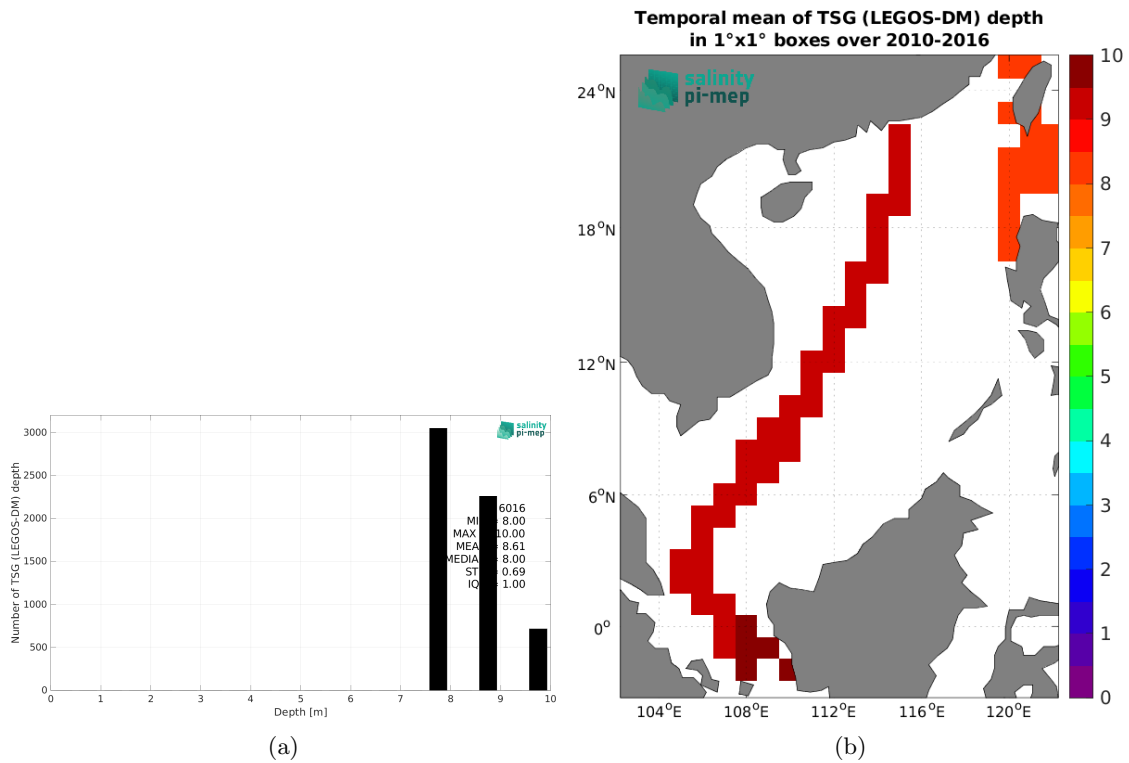 Temporal mean of TSG (LEGOS-DM) depth
in 1°x1° boxes over 2010-2016
salinity
pi-mep
24°N
18°N
12°N
6°N
0°
104°E 108°E 112°E 116°E 120°E
10
9
8
7
6
5
4
3
2
1
0
Number of TSG (LEGOS-DM) depth
3000
2500
2000
1500
1000
500
0
salinity
pi-mep
6016
= 8.00
MAX 10.00
= 8.61
= 8.00
= 0.69
= 1.00
0 1 2 3 4 5 6 7 8 9 10
Depth [m]
(a) (b)